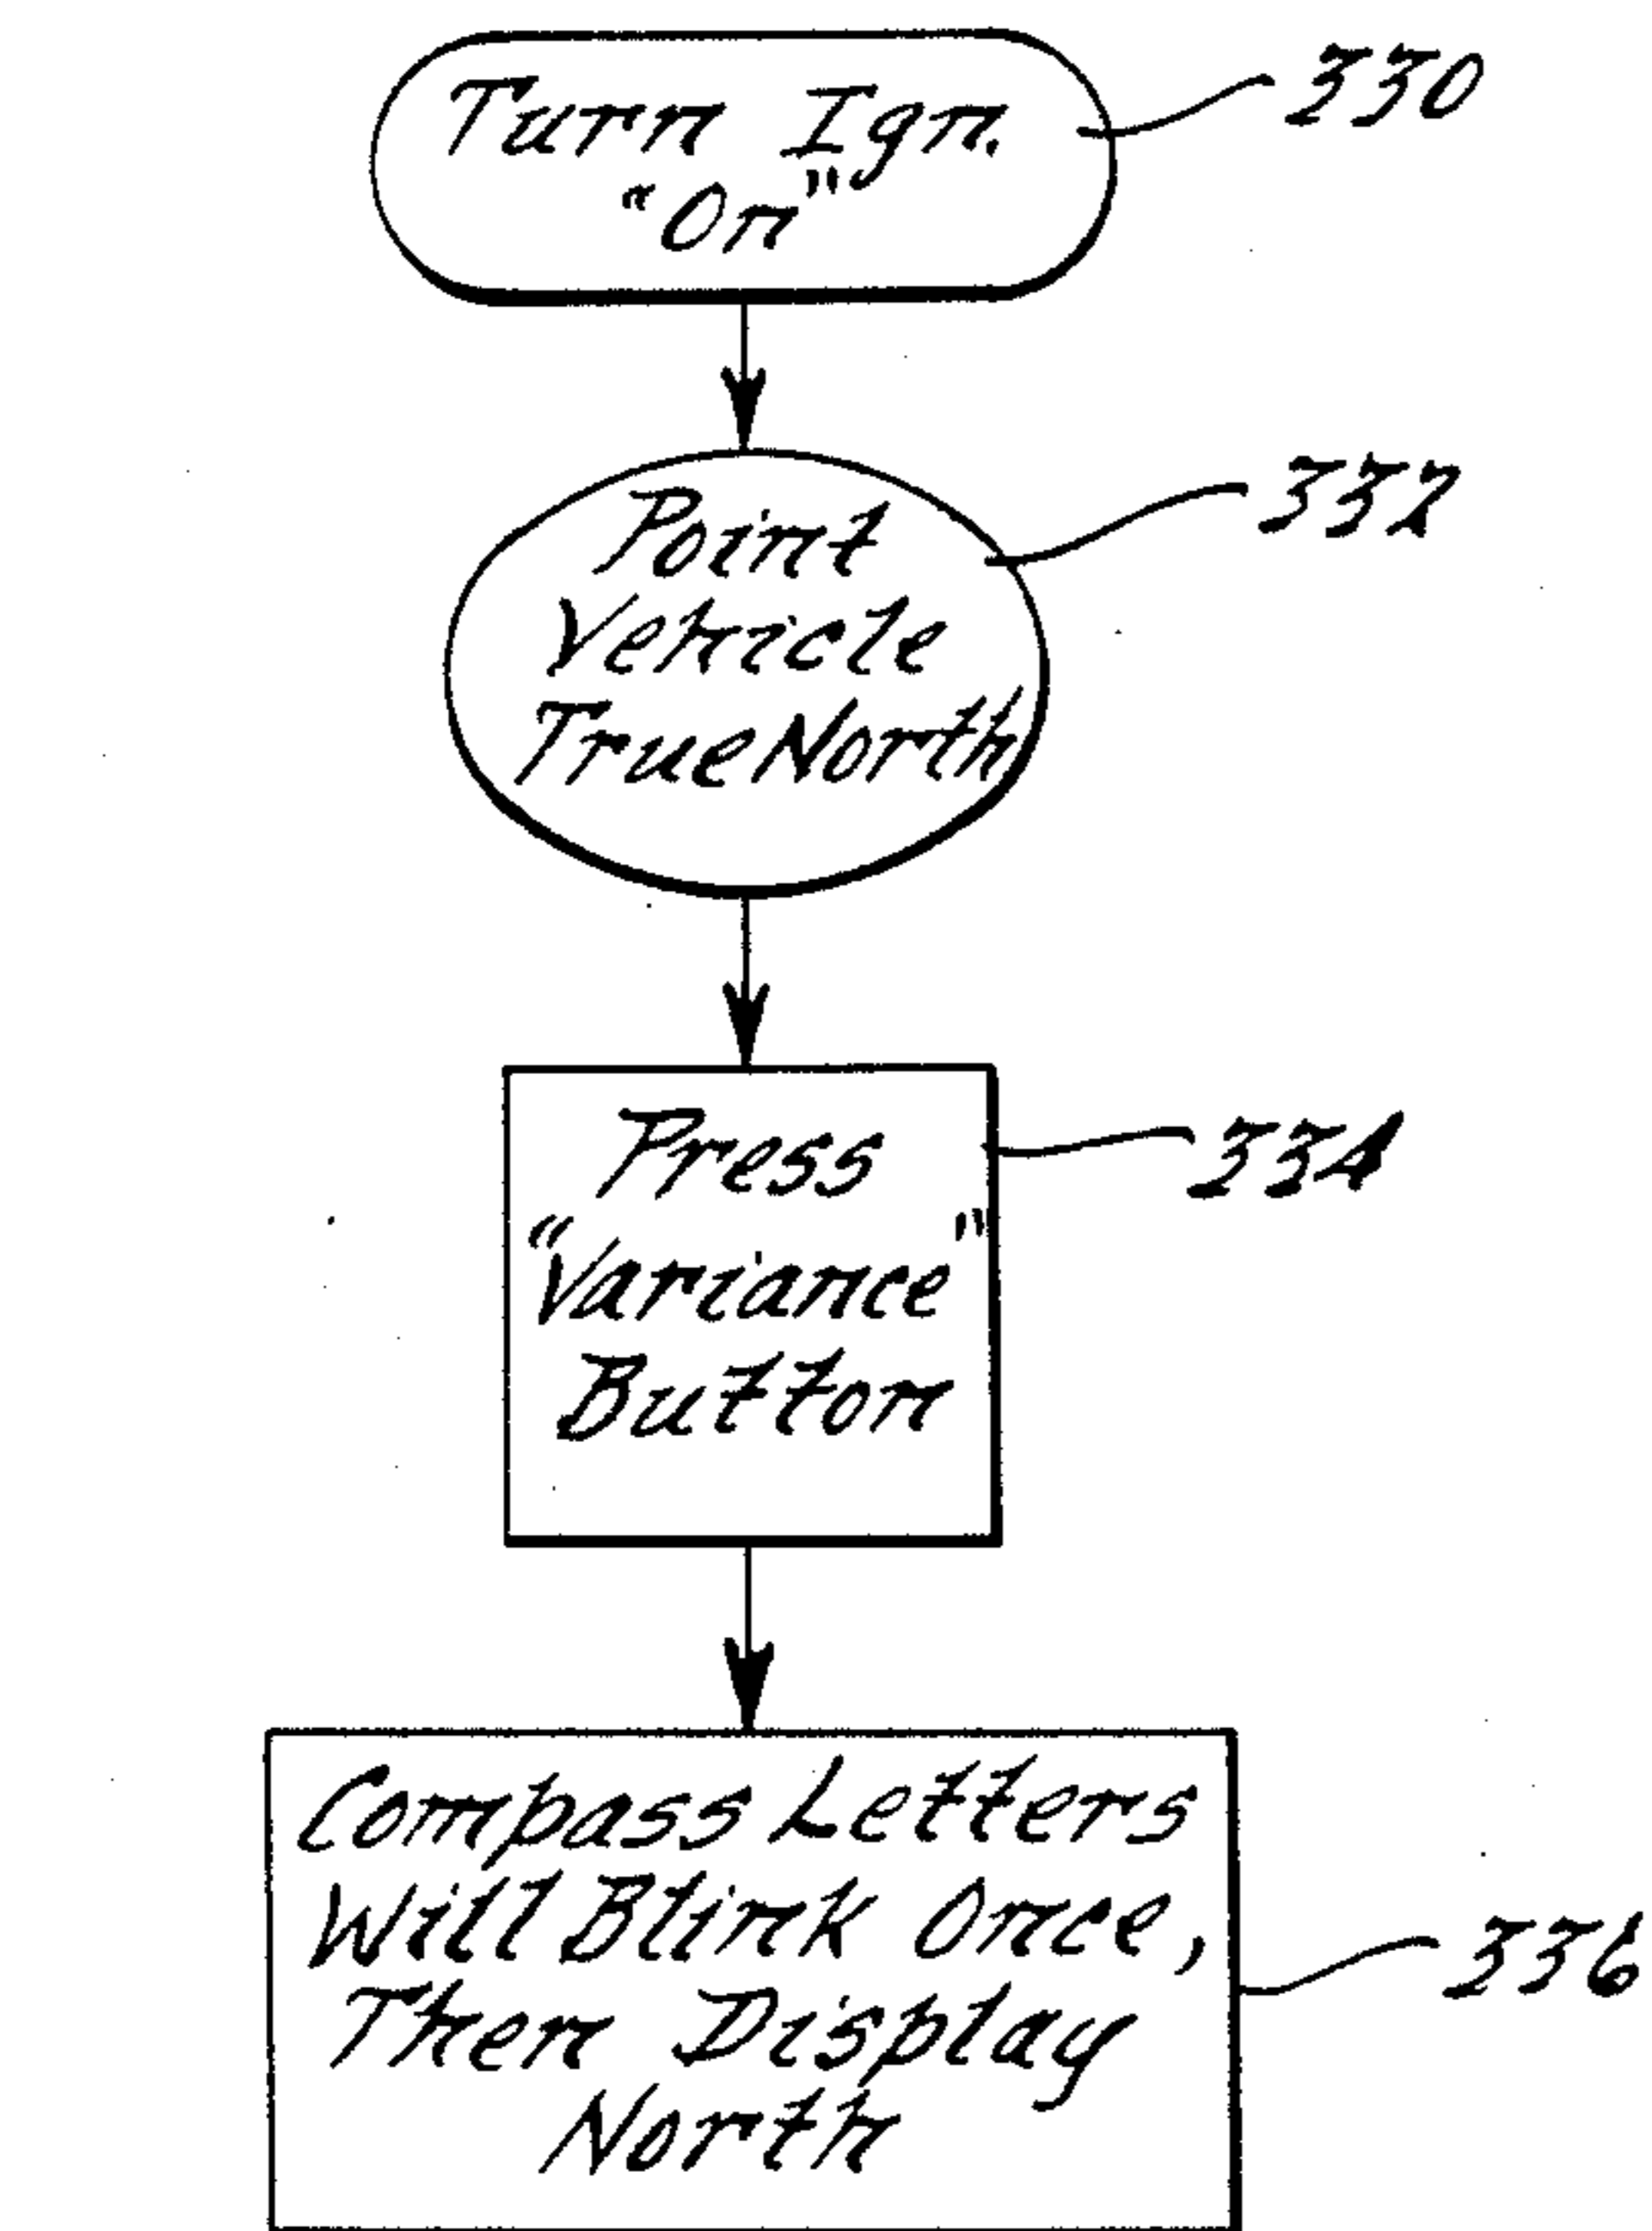 Turn Ign. 330
"On"
Point 332
Vehicle
True North
Press 334
"Variance"
Button
Compass Letters
Will Blink Once, 336
Then Display
North